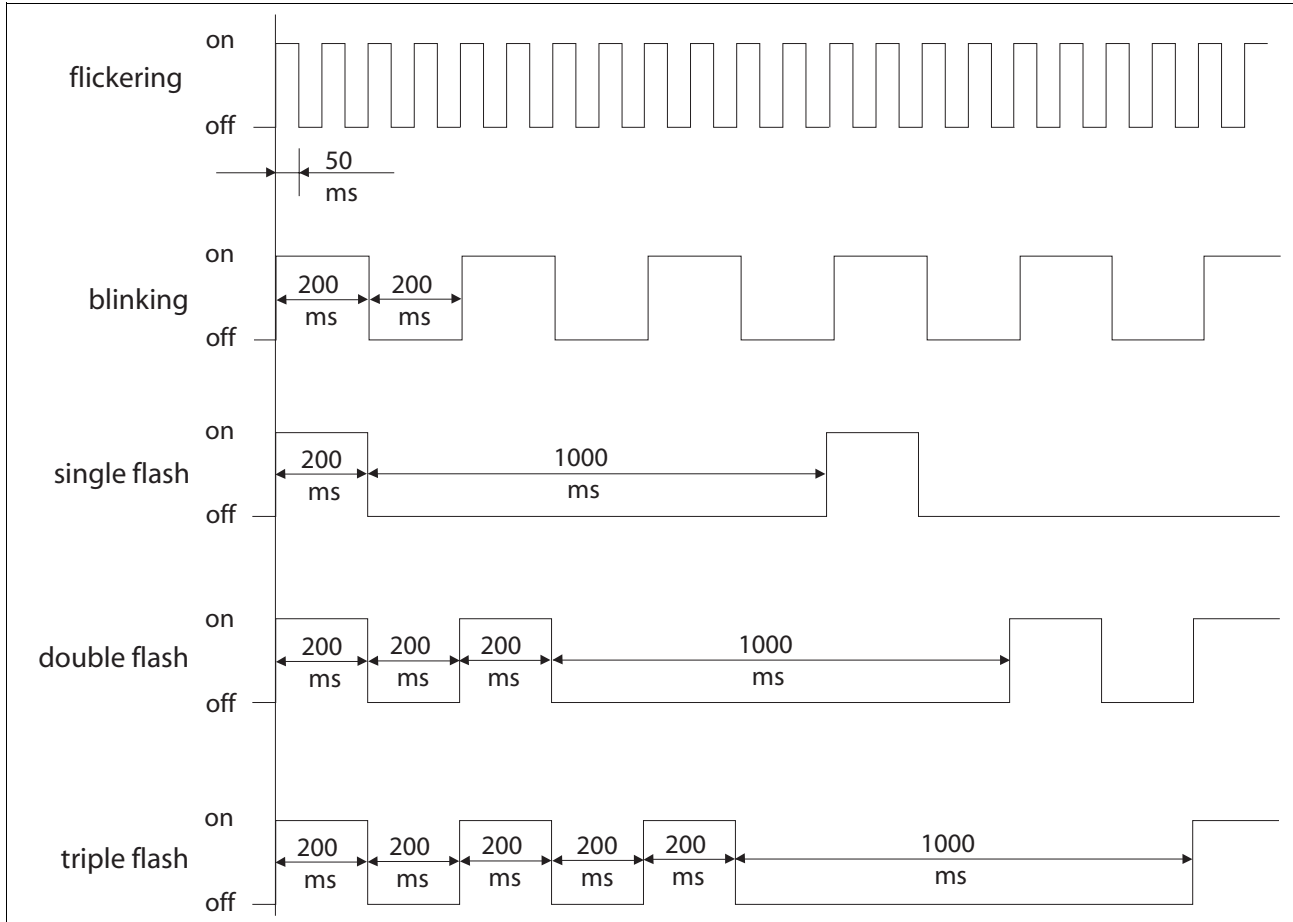 on
flickering
off
50
ms
on
200 200
blinking
ms ms
off
on
200 1000
single flash
ms ms
off
on
200 200 200 1000
double flash
ms ms ms ms
off
on
200 200 200 200 200 1000
triple flash
ms ms ms ms ms ms
off